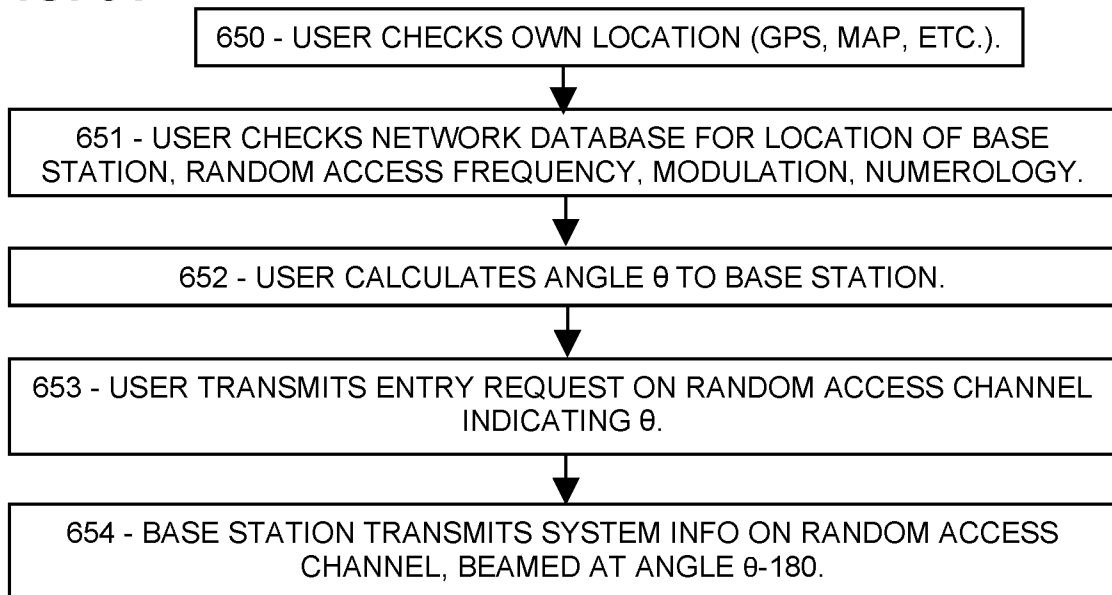 650 - USER CHECKS OWN LOCATION (GPS, MAP, ETC.).
651 - USER CHECKS NETWORK DATABASE FOR LOCATION OF BASE
STATION, RANDOM ACCESS FREQUENCY, MODULATION, NUMEROLOGY.
652 - USER CALCULATES ANGLE θ TO BASE STATION.
653 - USER TRANSMITS ENTRY REQUEST ON RANDOM ACCESS CHANNEL
INDICATING θ.
654 - BASE STATION TRANSMITS SYSTEM INFO ON RANDOM ACCESS
CHANNEL, BEAMED AT ANGLE θ-180.